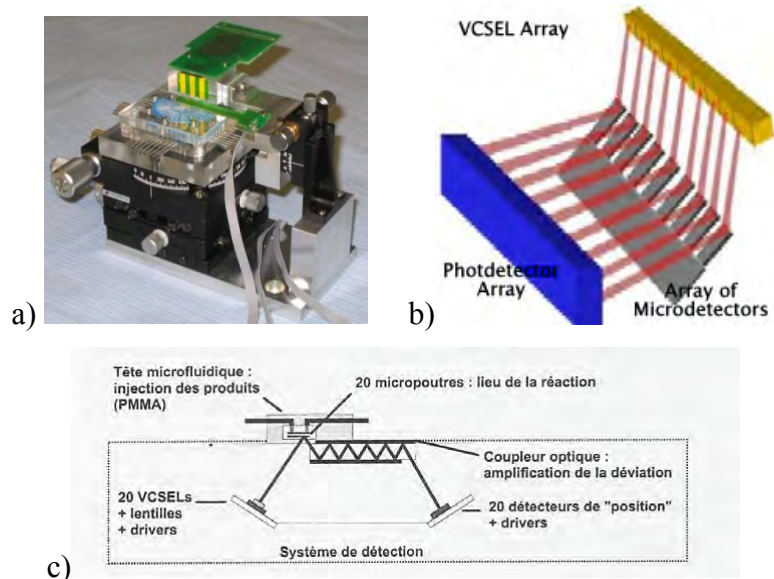 a)
b)
VCSEL Array
Photdetector
Array
Array of
Microdetectors
c)
Tête microfluidique :
injection des produits
(PMMA)
20 micropoutres : lieu de la réaction
Coupleur optique :
amplification de la déviation
20 VCSELs
+ lentilles
+ drivers
20 détecteurs de "position"
+ drivers
Système de détection